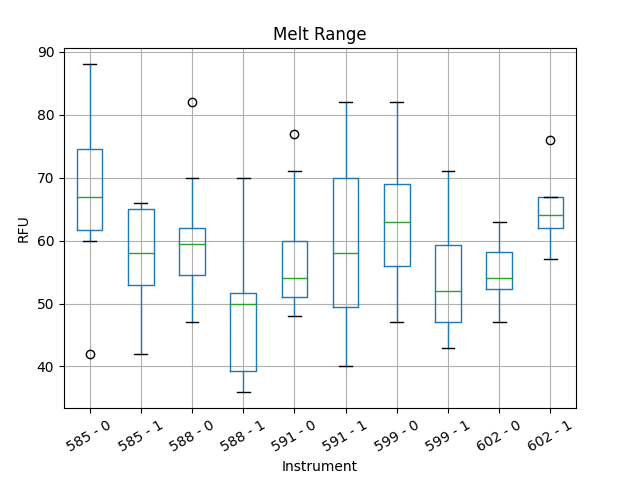 Melt Range
90
80
70
60
50
40
RFU
585 - 0
585 - 1
588 - 0
588 - 1
591 - 0
591 - 1
599 - 0
599 - 1
602 - 0
602 - 1
Instrument